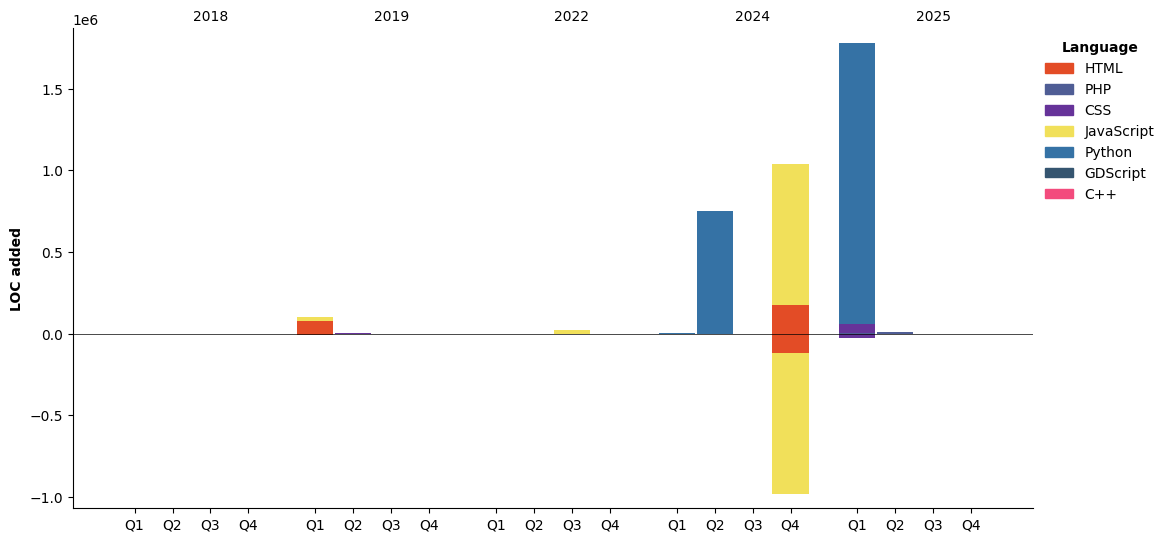 1e6
2018 2019 2022 2024 2025
LOC added
1.5
1.0
0.5
0.0
−0.5
−1.0
Q1 Q2 Q3 Q4 Q1 Q2 Q3 Q4 Q1 Q2 Q3 Q4 Q1 Q2 Q3 Q4 Q1 Q2 Q3 Q4
Language
HTML
PHP
CSS
JavaScript
Python
GDScript
C++